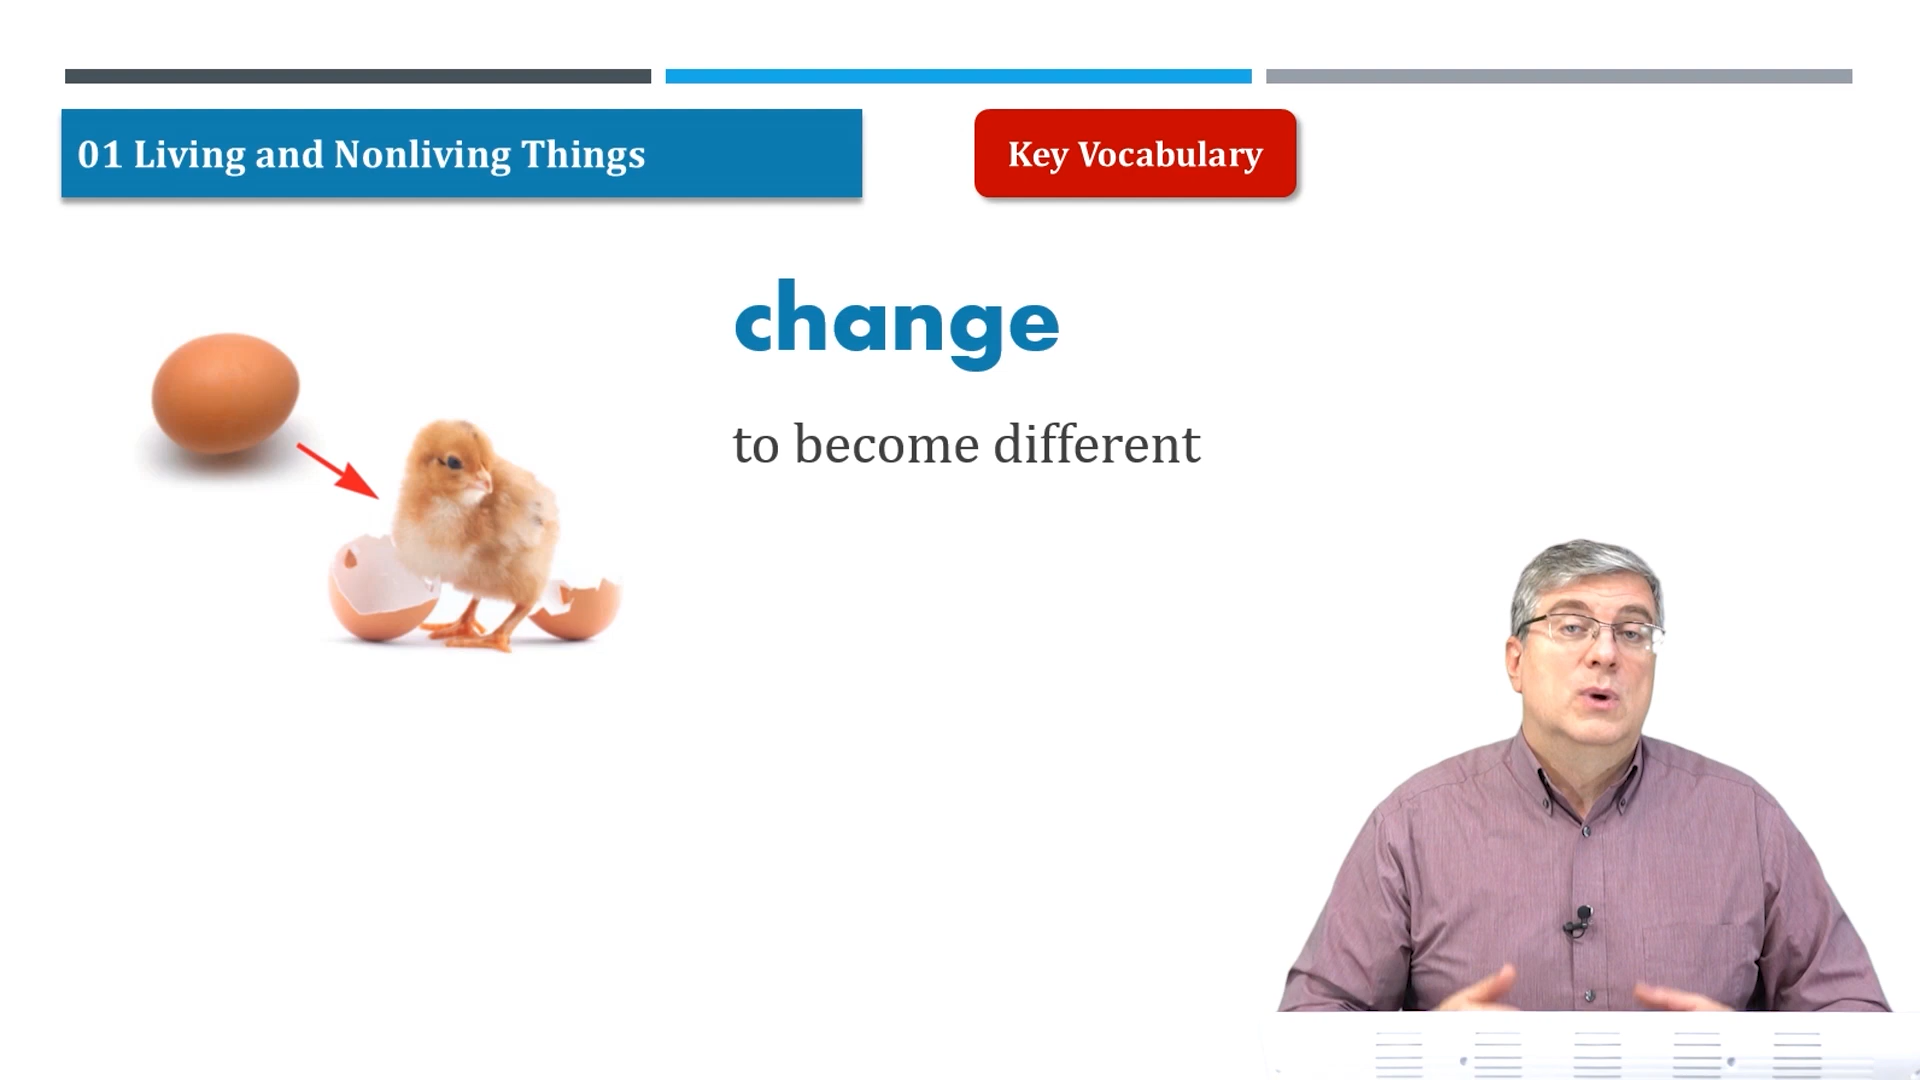 01 Living and Nonliving Things
Key Vocabulary
change
to become different